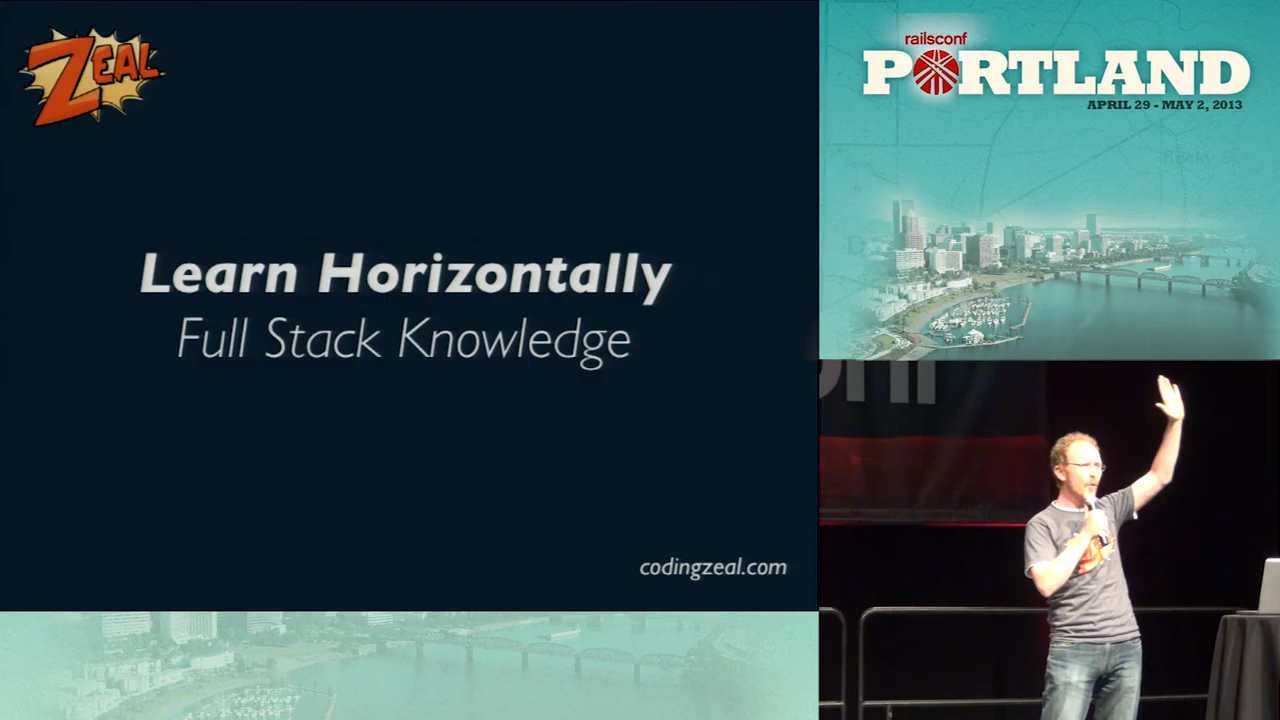 ZEAL
Learn Horizontally
Full Stack Knowledge
codingzeal.com
railsconf
PORTLAND
APRIL 29 - MAY 2, 2013